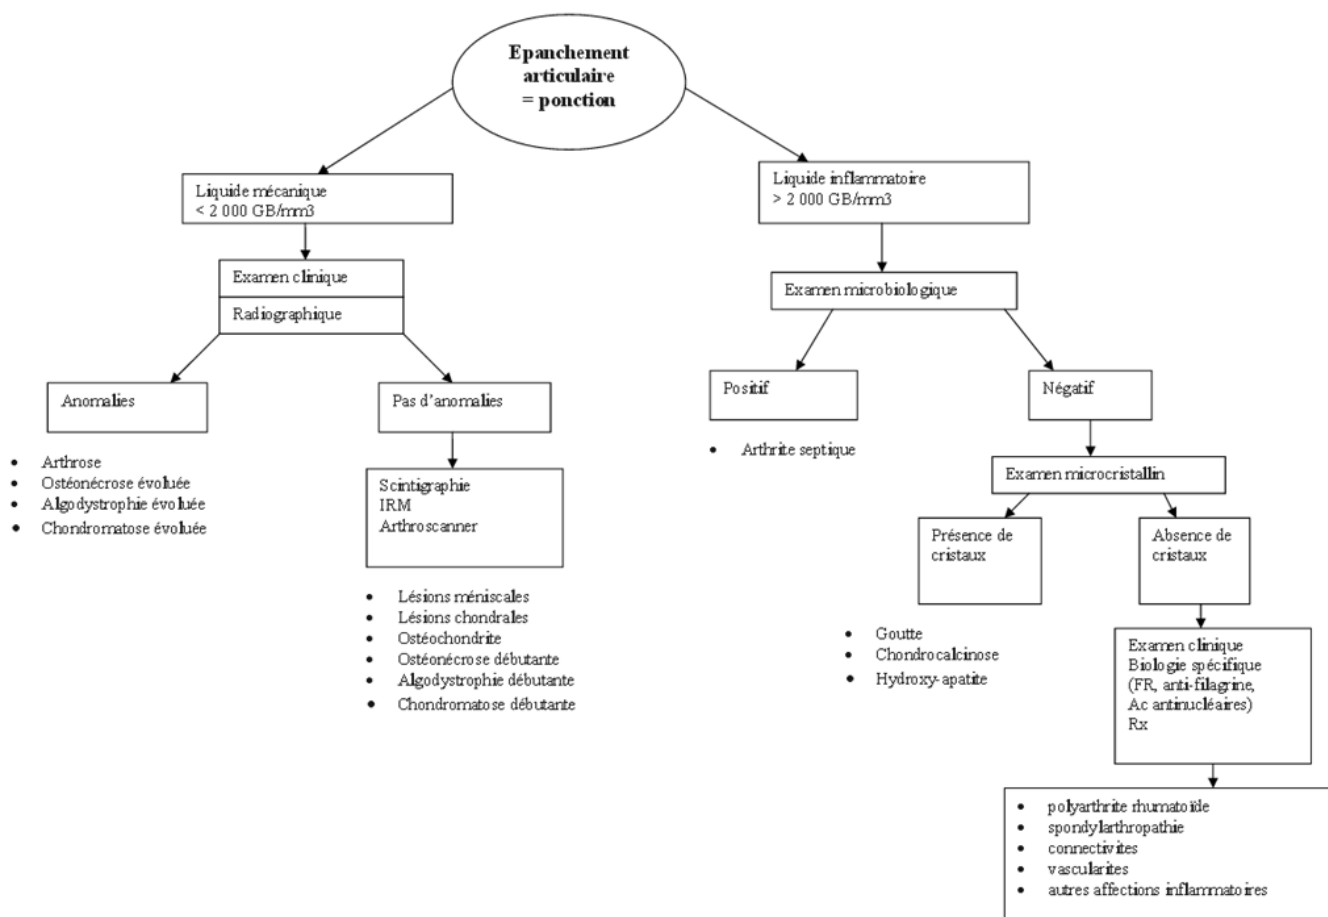 Epanchement
articulaire
= ponction
Liquide mécanique
< 2 000 GB/mm3
Liquide inflammatoire
> 2 000 GB/mm3
Examen clinique
Radiographique
Examen microbiologique
Anomalies
Pas d'anomalies
Positif
Négatif
• Arthrose
• Ostéonécrose évoluée
• Algodystrophie évoluée
• Chondromatose évoluée
Scintigraphie
IRM
Arthroscanner
• Lésions méniscales
• Lésions chondrales
• Ostéochondrite
• Ostéonécrose débutante
• Algodystrophie débutante
• Chondromatose débutante
• Arthrite septique
Examen microcristallin
Présence de
cristaux
Absence de
cristaux
• Goutte
• Chondrocalcinose
• Hydroxy-apatite
Examen clinique
Biologie spécifique
(FR, anti-filagrine,
Ac antinucléaires)
Rx
• polyarthrite rhumatoïde
• spondylarthropathie
• connectivites
• vascularites
• autres affections inflammatoires